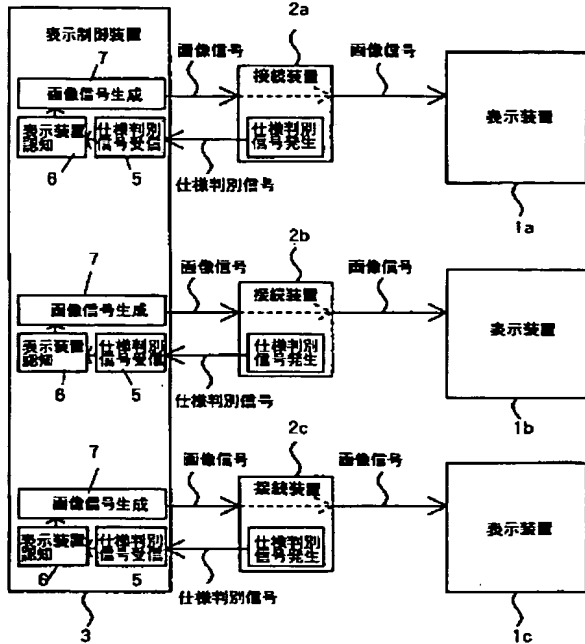 2a
表示制御装置
画像信号
画像信号
7
接続装置
画像信号生成
表示装置
認知
仕様判別
信号受信
仕様判別
信号発生
表示装置
6
5
仕様判別信号
1a
2b
7
画像信号
画像信号
接続装置
画像信号生成
表示装置
認知
仕様判別
信号受信
仕様判別
信号発生
表示装置
6
5
仕様判別信号
1b
2c
7
画像信号
画像信号
接続装置
画像信号生成
表示装置
認知
仕様判別
信号受信
仕様判別
信号発生
表示装置
6
5
仕様判別信号
3
1c